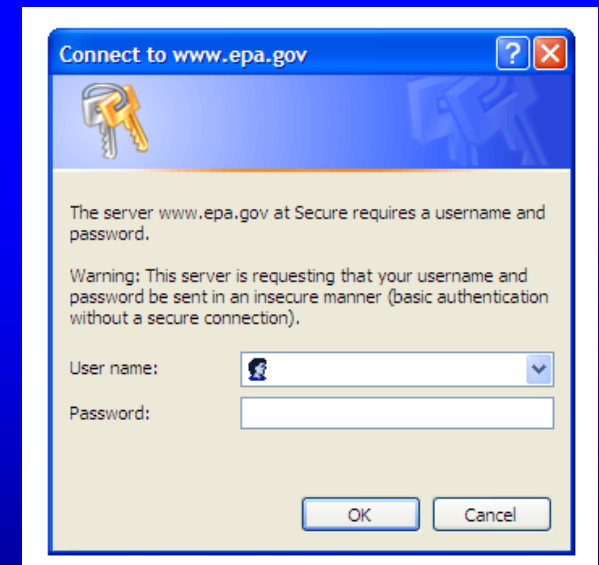 Connect to www.epa.gov
The server www.epa.gov at Secure requires a username and
password.
Warning: This server is requesting that your username and
password be sent in an insecure manner (basic authentication
without a secure connection).
User name:
Password:
OK Cancel